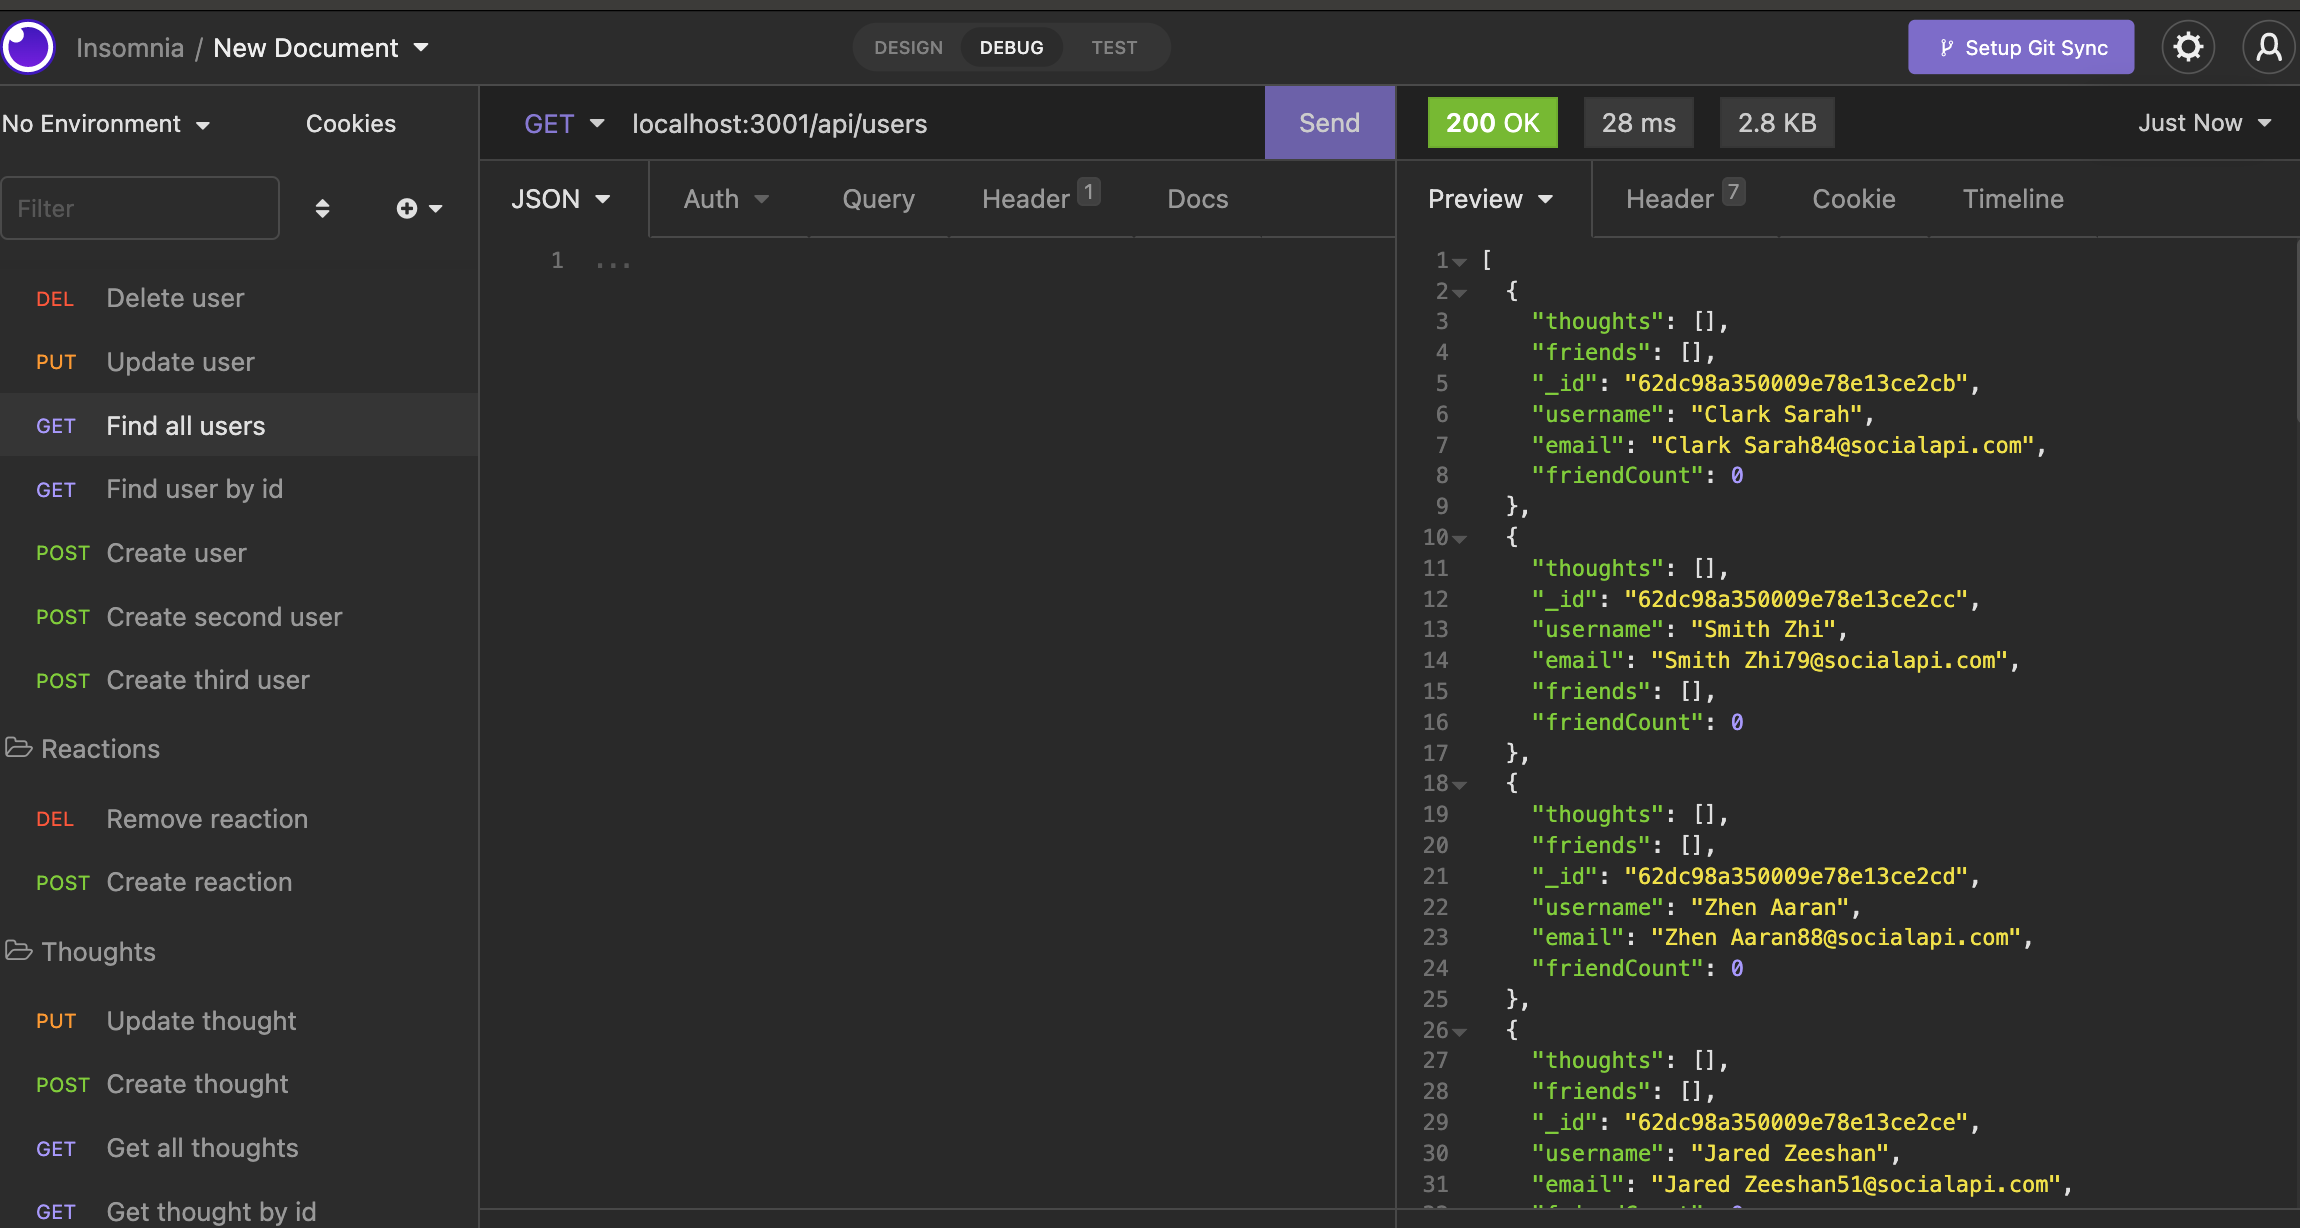 Insomnia / New Document
DESIGN DEBUG TEST
Setup Git Sync
No Environment Cookies
Filter
DEL Delete user
PUT Update user
GET Find all users
GET Find user by id
POST Create user
POST Create second user
POST Create third user
Reactions
DEL Remove reaction
POST Create reaction
Thoughts
PUT Update thought
POST Create thought
GET Get all thoughts
GET Get thought by id
GET localhost:3001/api/users Send
JSON Auth Query Header 1 Docs
1 ...
200 OK 28 ms 2.8 KB Just Now
Preview Header 7 Cookie Timeline
1 [
2 {
3 "thoughts": [],
4 "friends": [],
5 "_id": "62dc98a350009e78e13ce2cb",
6 "username": "Clark Sarah",
7 "email": "Clark Sarah84@socialapi.com",
8 "friendCount": 0
9 },
10 {
11 "thoughts": [],
12 "_id": "62dc98a350009e78e13ce2cc",
13 "username": "Smith Zhi",
14 "email": "Smith Zhi79@socialapi.com",
15 "friends": [],
16 "friendCount": 0
17 },
18 {
19 "thoughts": [],
20 "friends": [],
21 "_id": "62dc98a350009e78e13ce2cd",
22 "username": "Zhen Aaran",
23 "email": "Zhen Aaran88@socialapi.com",
24 "friendCount": 0
25 },
26 {
27 "thoughts": [],
28 "friends": [],
29 "_id": "62dc98a350009e78e13ce2ce",
30 "username": "Jared Zeeshan",
31 "email": "Jared Zeeshan51@socialapi.com",